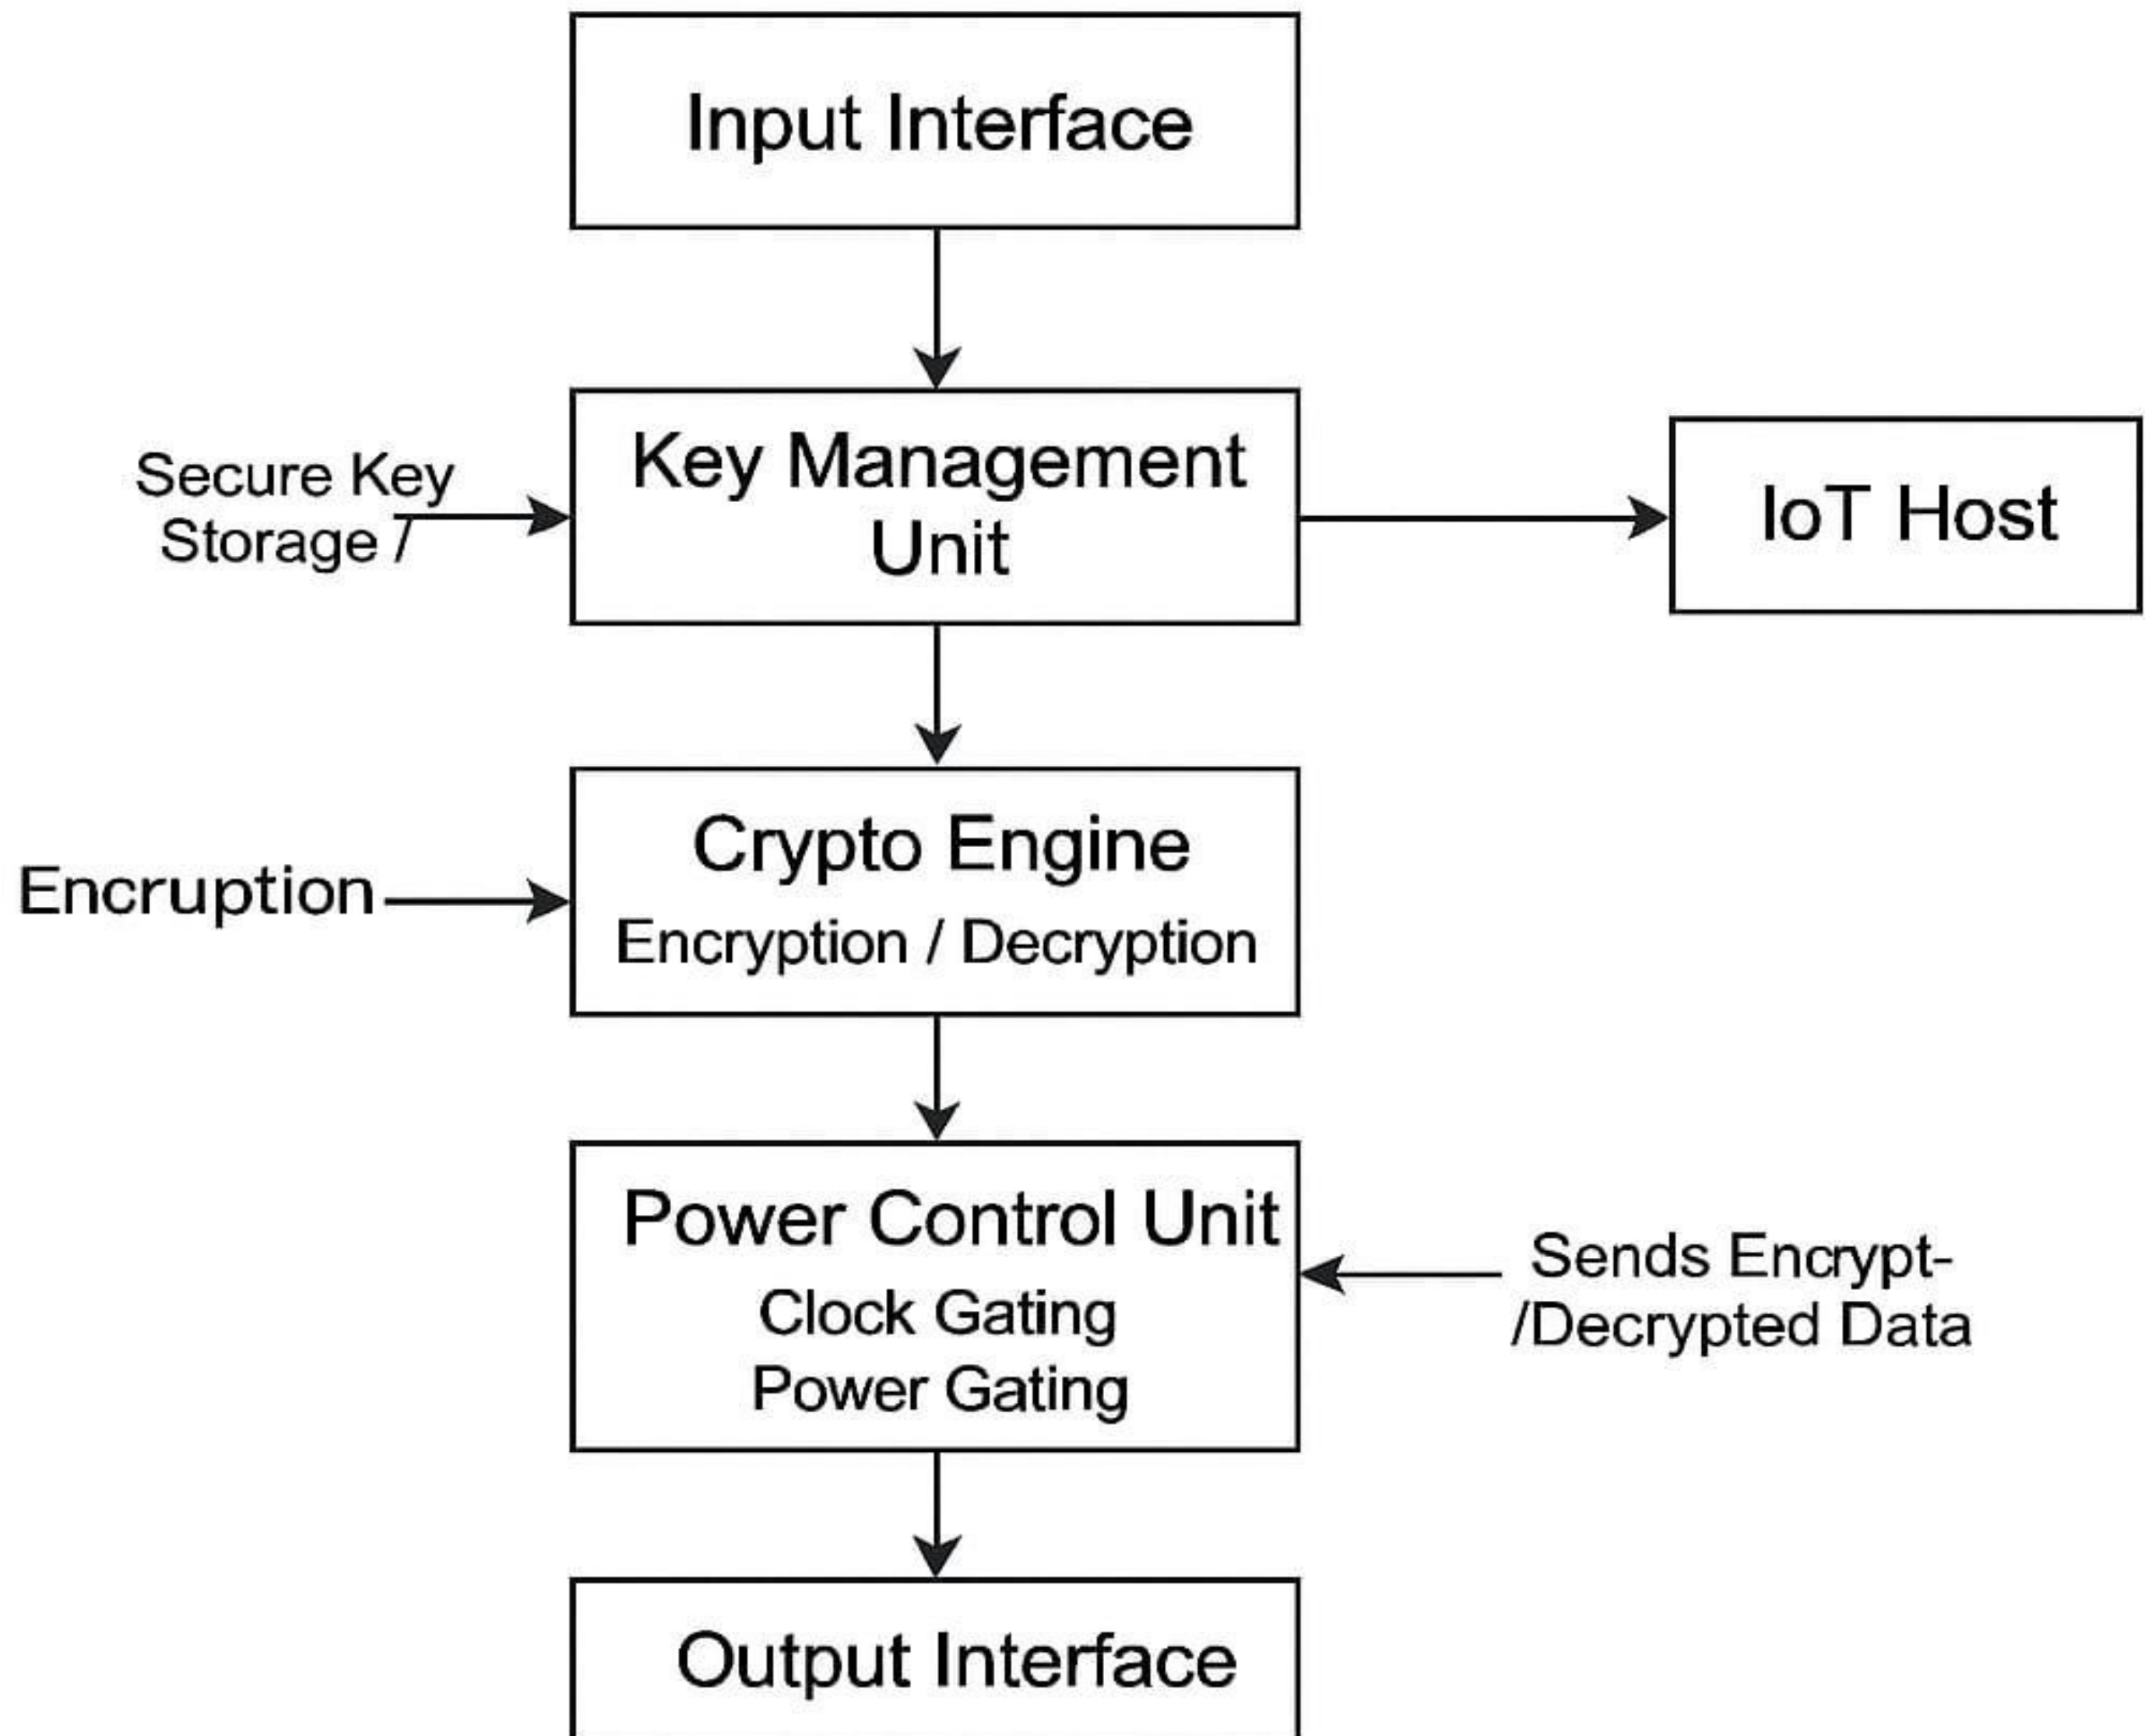 Input Interface
Secure Key
Storage /
Key Management
Unit
IoT Host
Encruption
Crypto Engine
Encryption / Decryption
Power Control Unit
Clock Gating
Power Gating
Sends Encrypt-
/Decrypted Data
Output Interface